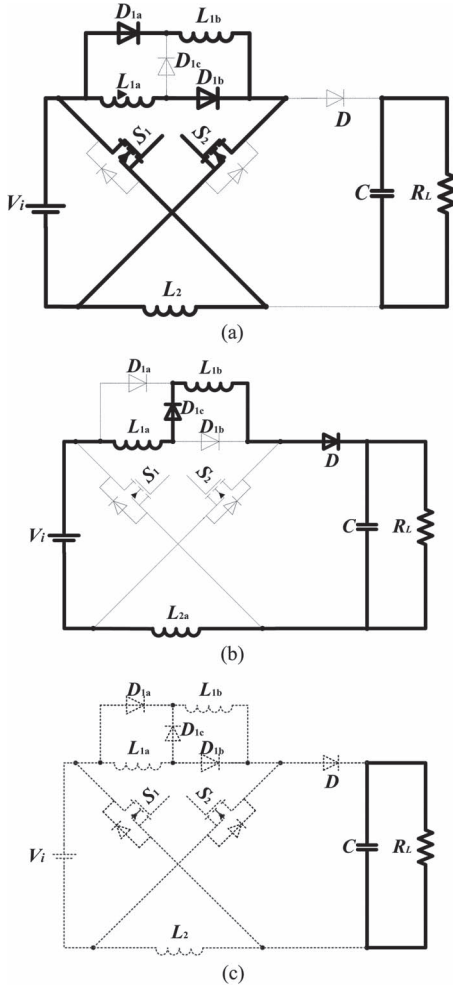 D1a L1b
D1c
L1a D1b
D
S1 S2
C RL
Vi
L2
(a)
D1a L1b
D1c
L1a D1b
D
S1 S2
C RL
Vi
L2a
(b)
D1a L1b
D1c
L1a D1b
D
S1 S2
C RL
Vi
L2
(c)